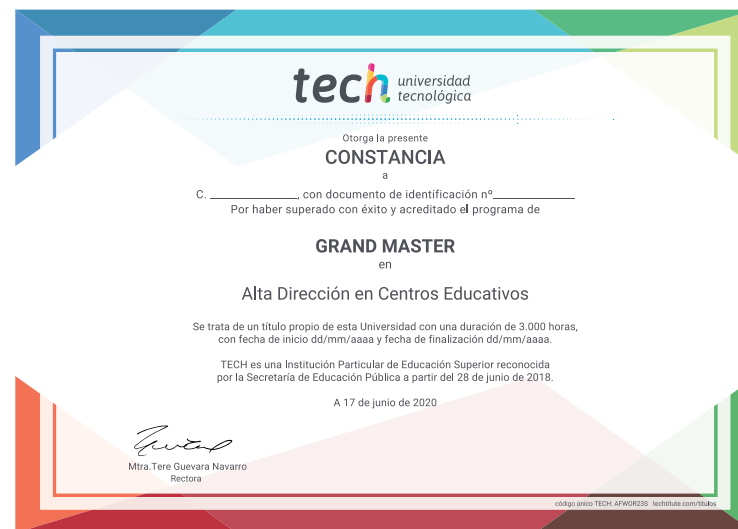 tech universidad
tecnológica
Otorga la presente
CONSTANCIA
a
C. ______________, con documento de identificación nº______________
Por haber superado con éxito y acreditado el programa de
GRAND MASTER
en
Alta Dirección en Centros Educativos
Se trata de un título propio de esta Universidad con una duración de 3.000 horas,
con fecha de inicio dd/mm/aaaa y fecha de finalización dd/mm/aaaa.
TECH es una Institución Particular de Educación Superior reconocida
por la Secretaría de Educación Pública a partir del 28 de junio de 2018.
A 17 de junio de 2020
Mtra.Tere Guevara Navarro
Rectora
código único TECH: AFWOR23S techtitute.com/titulos